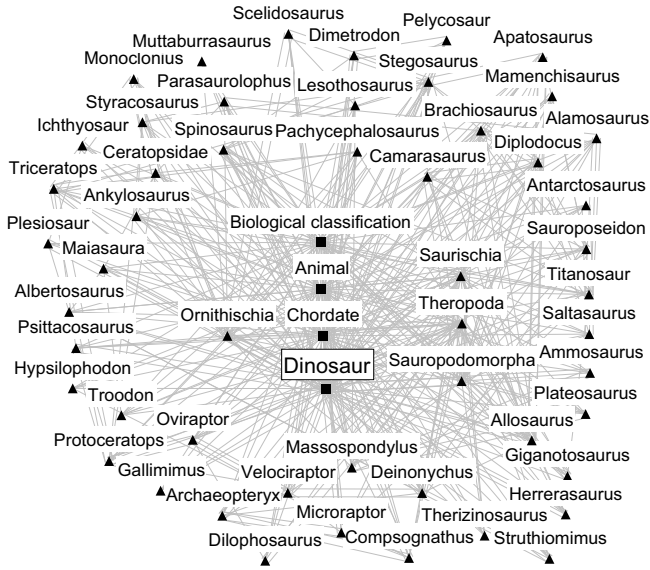 Scelidosaurus
Pelycosaur
Dimetrodon
Apatosaurus
Muttaburrasaurus
Monoclonius
Stegosaurus
Mamenchisaurus
Parasaurolophus
Lesothosaurus
Styracosaurus
Brachiosaurus
Alamosaurus
Ichthyosaur
Spinosaurus
Pachycephalosaurus
Ceratopsidae
Camarasaurus
Diplodocus
Triceratops
Ankylosaurus
Antarctosaurus
Plesiosaur
Biological classification
Sauroposeidon
Maiasaura
Animal
Saurischia
Titanosaur
Albertosaurus
Ornithischia
Chordate
Theropoda
Saltasaurus
Psittacosaurus
Dinosaur
Sauropodomorpha
Ammosaurus
Hypsilophodon
Troodon
Plateosaurus
Oviraptor
Allosaurus
Protoceratops
Massospondylus
Giganotosaurus
Gallimimus
Velociraptor
Deinonychus
Archaeopteryx
Herrerasaurus
Microraptor
Therizinosaurus
Dilophosaurus
Compsognathus
Struthiomimus